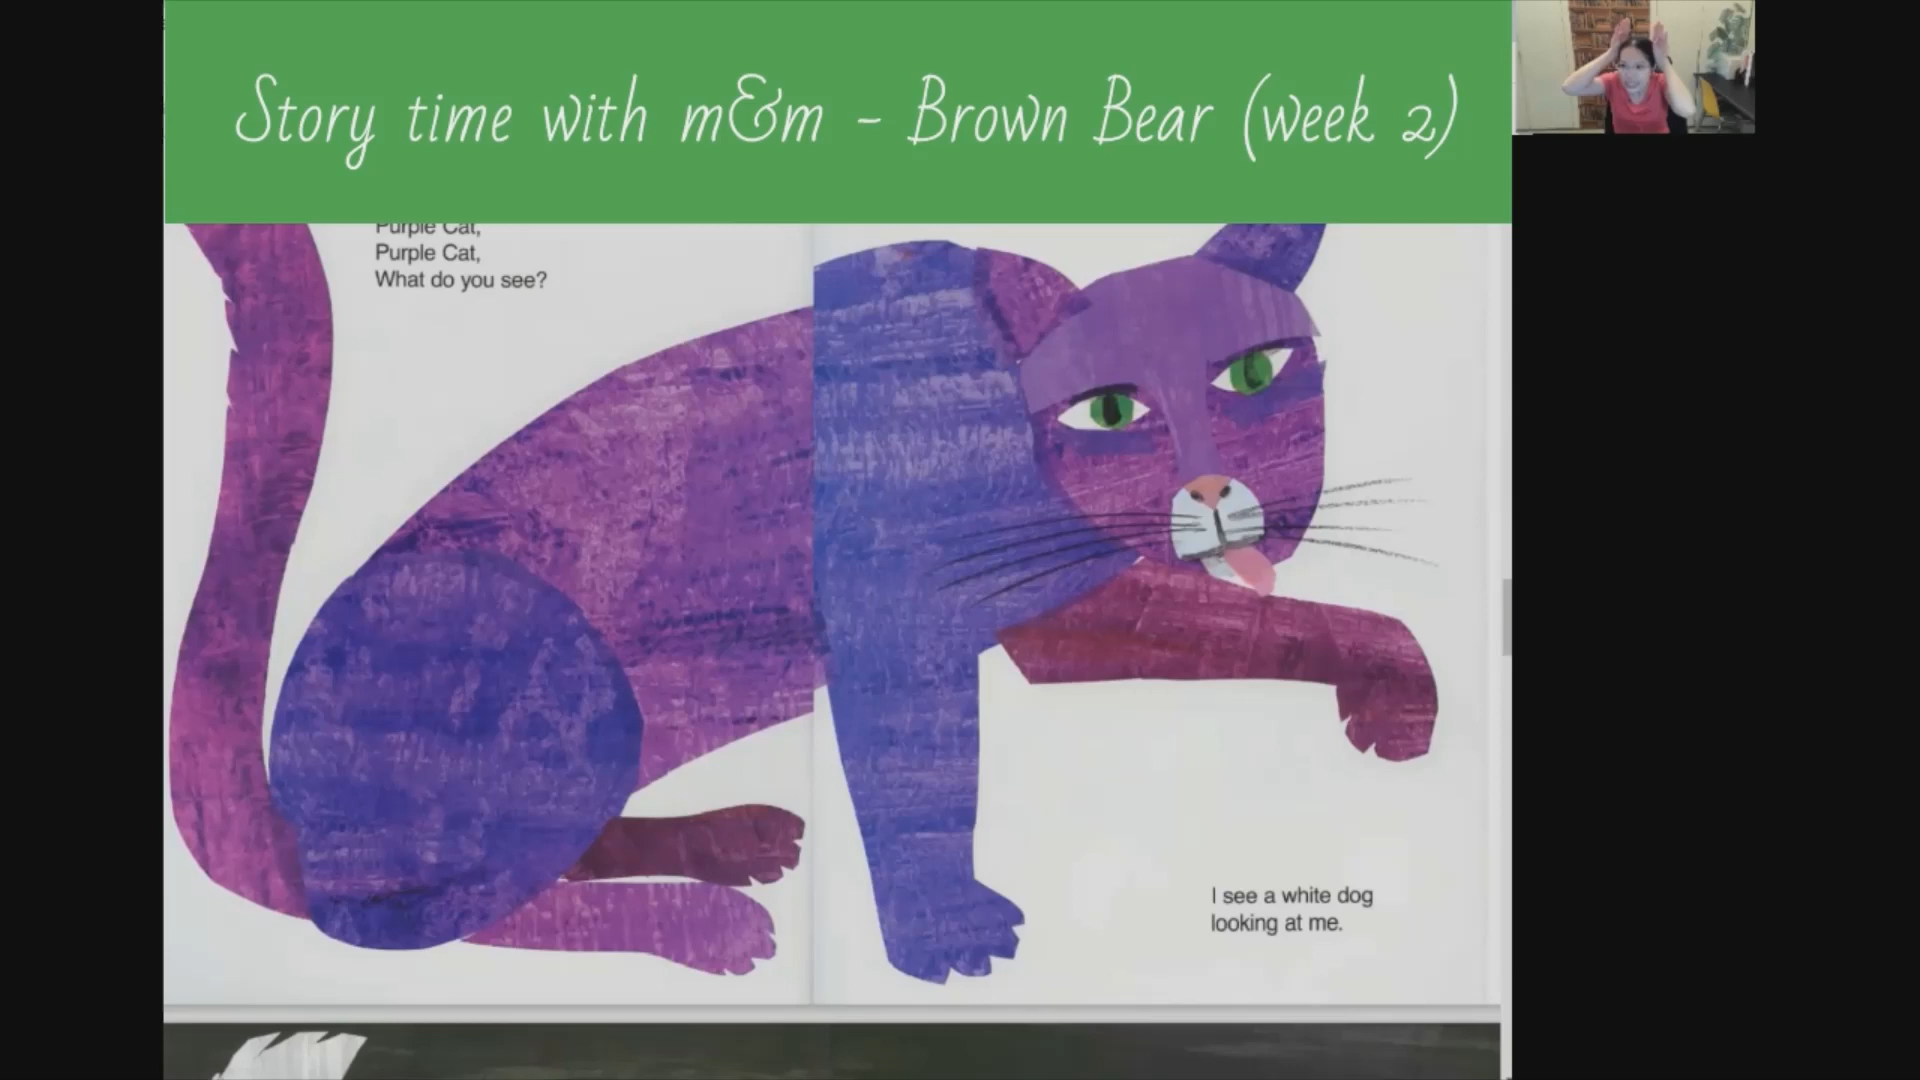 Story time with m&m - Brown Bear (week 2)
Purple Cat,
Purple Cat,
What do you see?
I see a white dog
looking at me.